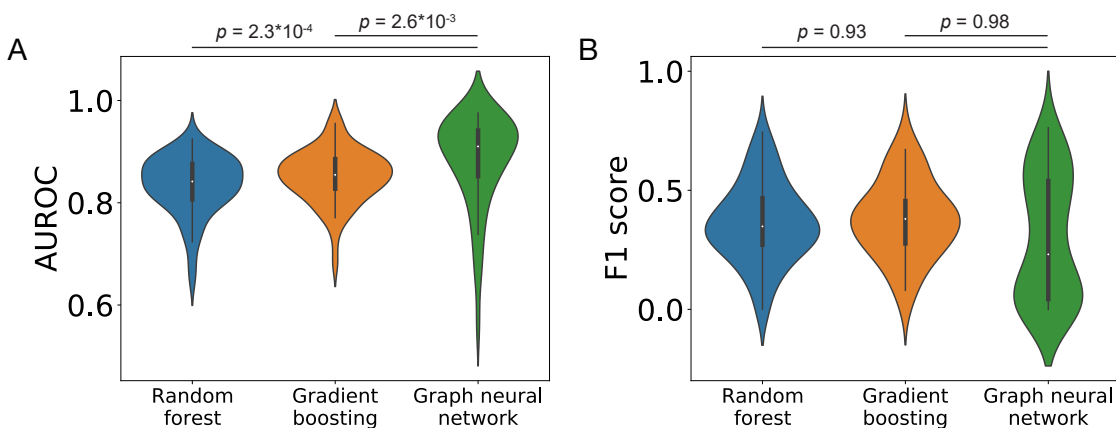 A
p = 2.3*10-4
p = 2.6*10-3
AUROC
1.0
0.8
0.6
Random
forest
Gradient
boosting
Graph neural
network
B
p = 0.93
p = 0.98
F1 score
1.0
0.5
0.0
Random
forest
Gradient
boosting
Graph neural
network